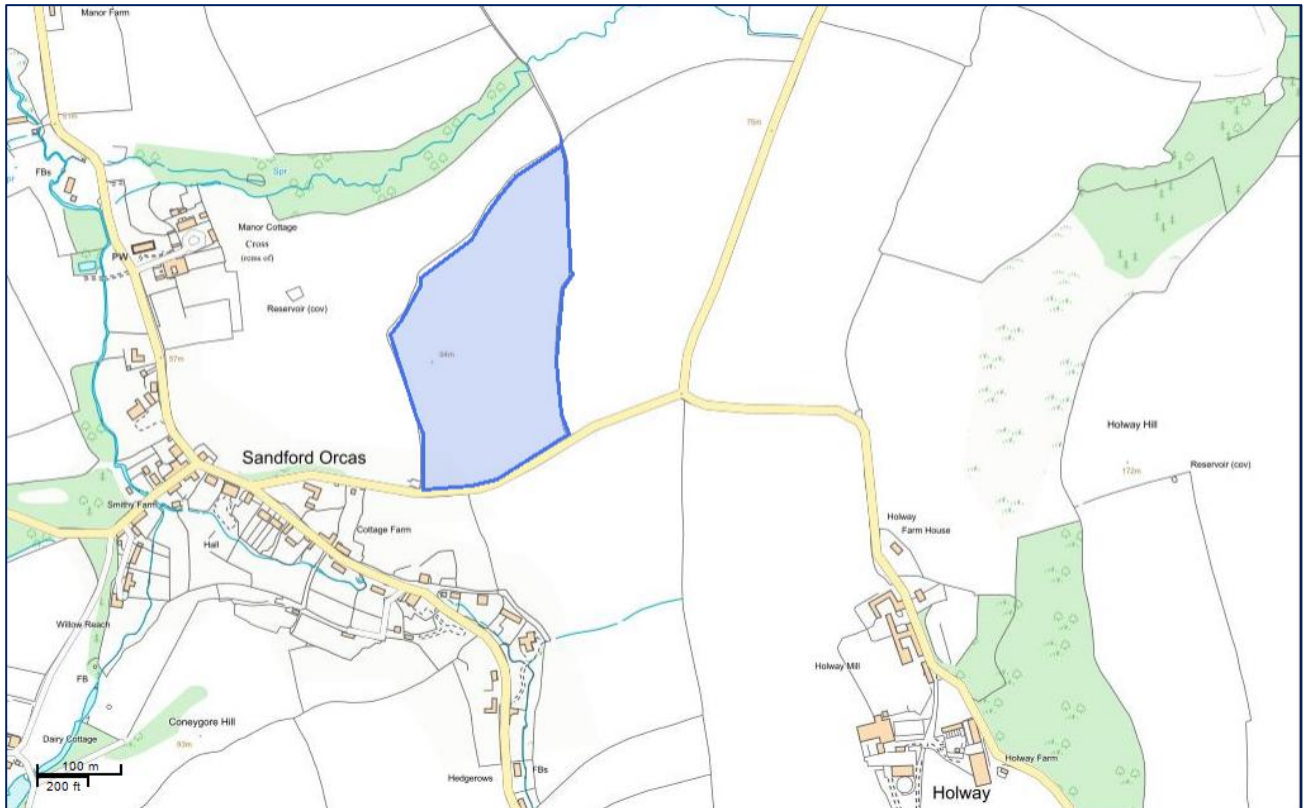 Manor Farm
61m
FBs
Spr
76m
Manor Cottage
Cross
(rems of)
PW
Reservoir (cov)
67m
94m
Sandford Orcas
Holway Hill
172m
Reservoir (cov)
Smithy Farm
Cottage Farm
Hall
Holway
Farm House
Willow Reach
FB
Holway Mill
Coneygore Hill
93m
Dairy Cottage
100 m
200 ft
Hedgerows
FBs
Holway Farm
Holway